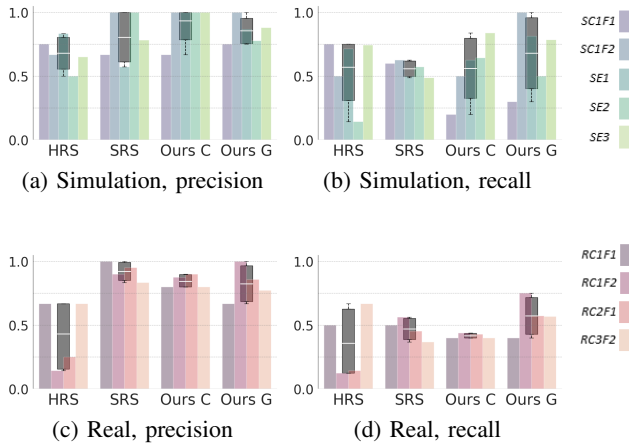 1.0
0.5
0.0
HRS SRS Ours C Ours G
(a) Simulation, precision
1.0
0.5
0.0
HRS SRS Ours C Ours G
(b) Simulation, recall
SC1F1
SC1F2
SE1
SE2
SE3
1.0
0.5
0.0
HRS SRS Ours C Ours G
(c) Real, precision
1.0
0.5
0.0
HRS SRS Ours C Ours G
(d) Real, recall
RC1F1
RC1F2
RC2F1
RC3F2